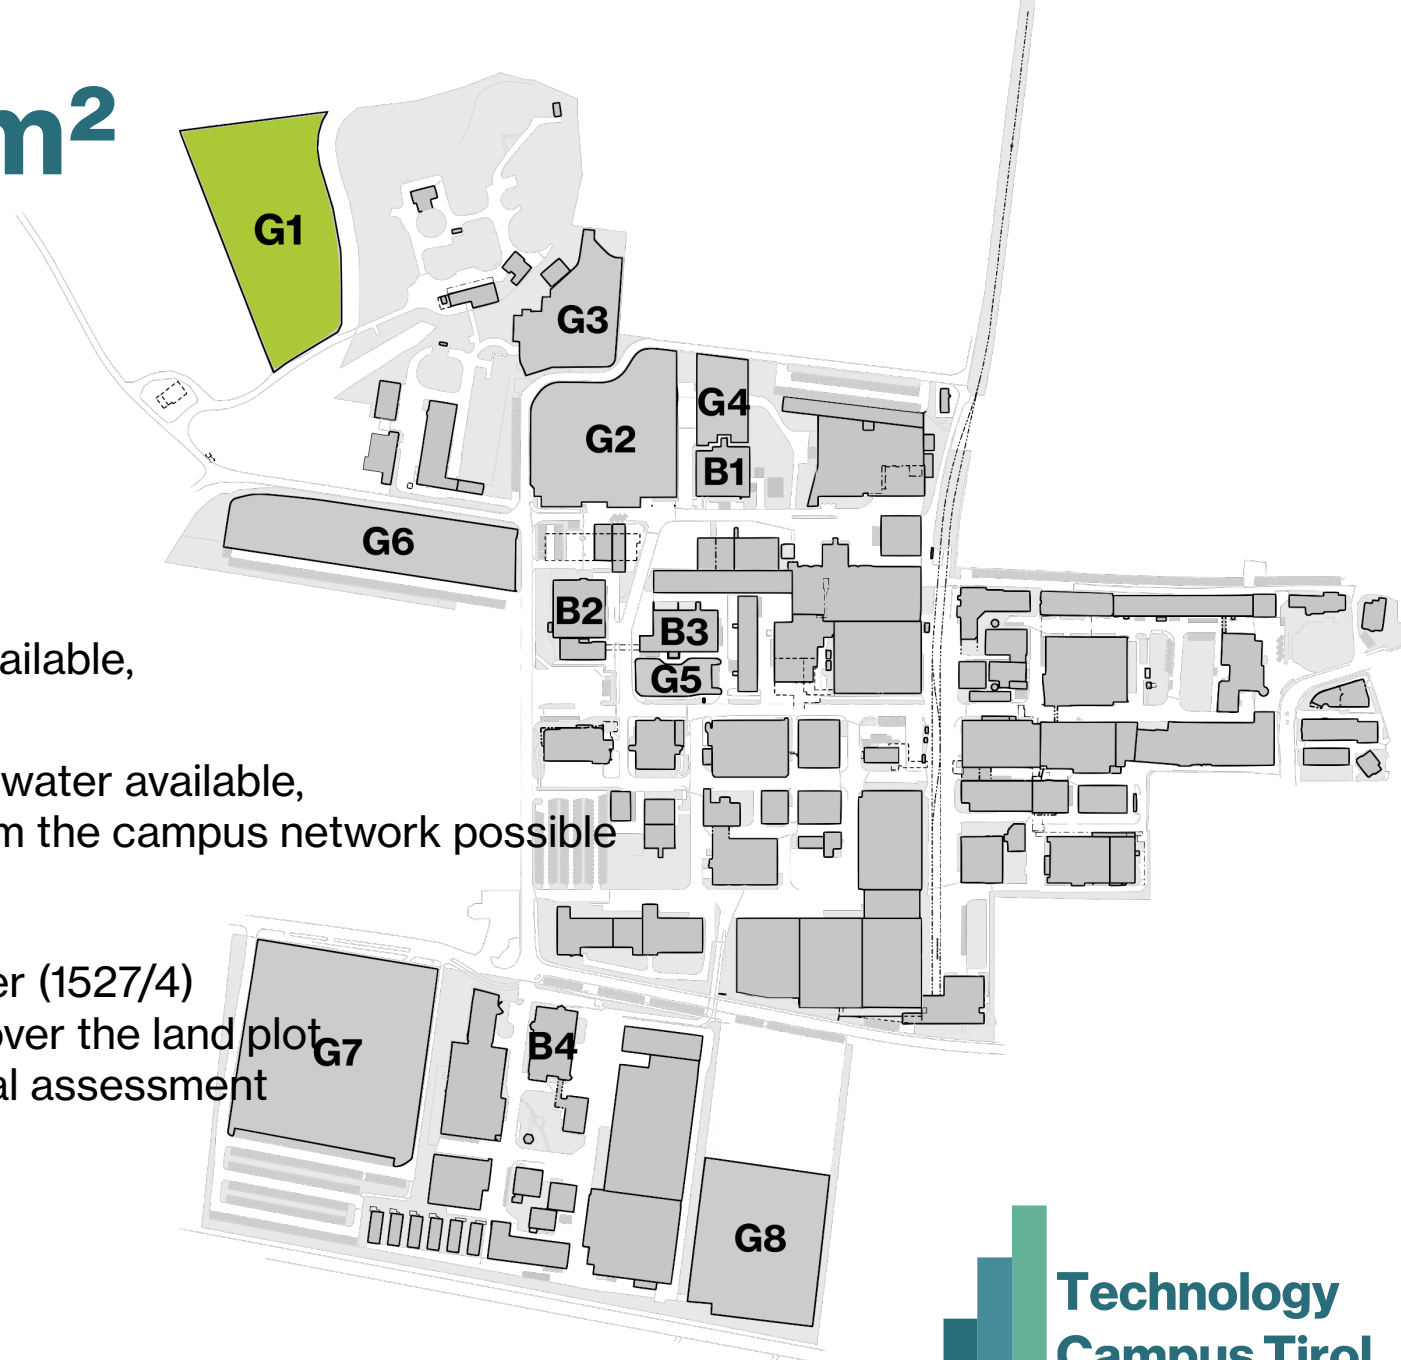 m²
G1
G3
G4
G2
B1
G6
B2
B3
G5
ailable,
water available,
m the campus network possible
er (1527/4)
over the land plot
G7
B4
al assessment
G8
Technology
Campus Tirol